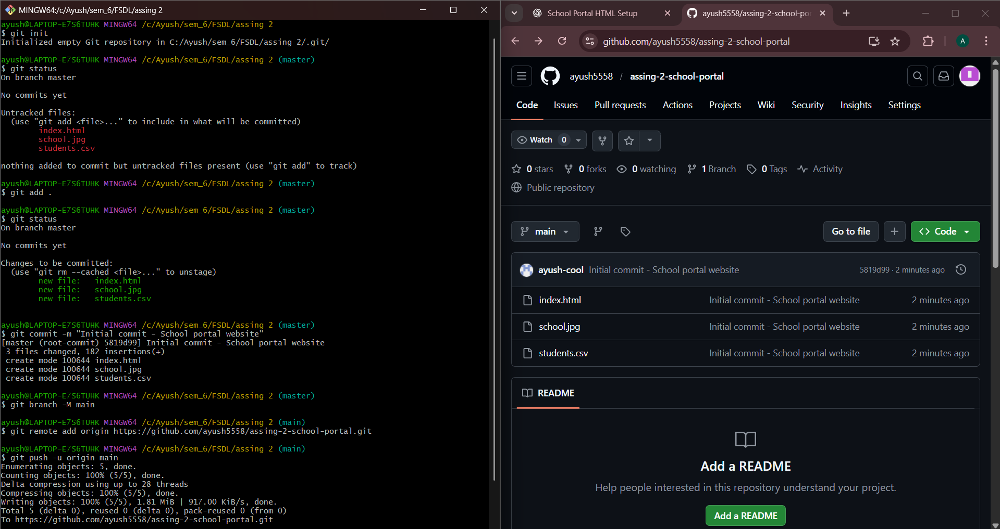 MINGW64:/c/Ayush/sem_6/FSDL/assing 2
ayush@LAPTOP-E7S6TUHK MINGW64 /c/Ayush/sem_6/FSDL/assing 2
$ git init
Initialized empty Git repository in C:/Ayush/sem_6/FSDL/assing 2/.git/
ayush@LAPTOP-E7S6TUHK MINGW64 /c/Ayush/sem_6/FSDL/assing 2 (master)
$ git status
On branch master
No commits yet
Untracked files:
(use "git add <file>..." to include in what will be committed)
index.html
school.jpg
students.csv
nothing added to commit but untracked files present (use "git add" to track)
ayush@LAPTOP-E7S6TUHK MINGW64 /c/Ayush/sem_6/FSDL/assing 2 (master)
$ git add .
ayush@LAPTOP-E7S6TUHK MINGW64 /c/Ayush/sem_6/FSDL/assing 2 (master)
$ git status
On branch master
No commits yet
Changes to be committed:
(use "git rm --cached <file>..." to unstage)
new file:   index.html
new file:   school.jpg
new file:   students.csv
ayush@LAPTOP-E7S6TUHK MINGW64 /c/Ayush/sem_6/FSDL/assing 2 (master)
$ git commit -m "Initial commit - School portal website"
[master (root-commit) 5819d99] Initial commit - School portal website
3 files changed, 182 insertions(+)
create mode 100644 index.html
create mode 100644 school.jpg
create mode 100644 students.csv
ayush@LAPTOP-E7S6TUHK MINGW64 /c/Ayush/sem_6/FSDL/assing 2 (master)
$ git branch -M main
ayush@LAPTOP-E7S6TUHK MINGW64 /c/Ayush/sem_6/FSDL/assing 2 (main)
$ git remote add origin https://github.com/ayush5558/assing-2-school-portal.git
ayush@LAPTOP-E7S6TUHK MINGW64 /c/Ayush/sem_6/FSDL/assing 2 (main)
$ git push -u origin main
Enumerating objects: 5, done.
Counting objects: 100% (5/5), done.
Delta compression using up to 28 threads
Compressing objects: 100% (5/5), done.
Writing objects: 100% (5/5), 1.81 MiB | 917.00 KiB/s, done.
Total 5 (delta 0), reused 0 (delta 0), pack-reused 0 (from 0)
To https://github.com/ayush5558/assing-2-school-portal.git
School Portal HTML Setup
ayush5558/assing-2-school-po
github.com/ayush5558/assing-2-school-portal
A
ayush5558 / assing-2-school-portal
Code Issues Pull requests Actions Projects Wiki Security Insights Settings
Watch 0
0 stars 0 forks 0 watching 1 Branch 0 Tags Activity
Public repository
main Go to file Code
ayush-cool Initial commit - School portal website 5819d99 · 2 minutes ago
index.html Initial commit - School portal website 2 minutes ago
school.jpg Initial commit - School portal website 2 minutes ago
students.csv Initial commit - School portal website 2 minutes ago
README
Add a README
Help people interested in this repository understand your project.
Add a README